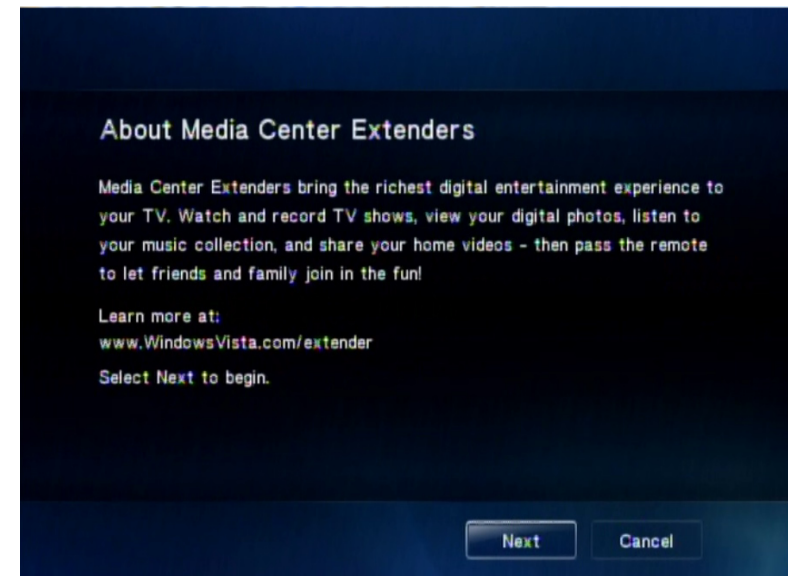 About Media Center Extenders
Media Center Extenders bring the richest digital entertainment experience to
your TV. Watch and record TV shows, view your digital photos, listen to
your music collection, and share your home videos - then pass the remote
to let friends and family join in the fun!
Learn more at:
www.WindowsVista.com/extender
Select Next to begin.
Next
Cancel